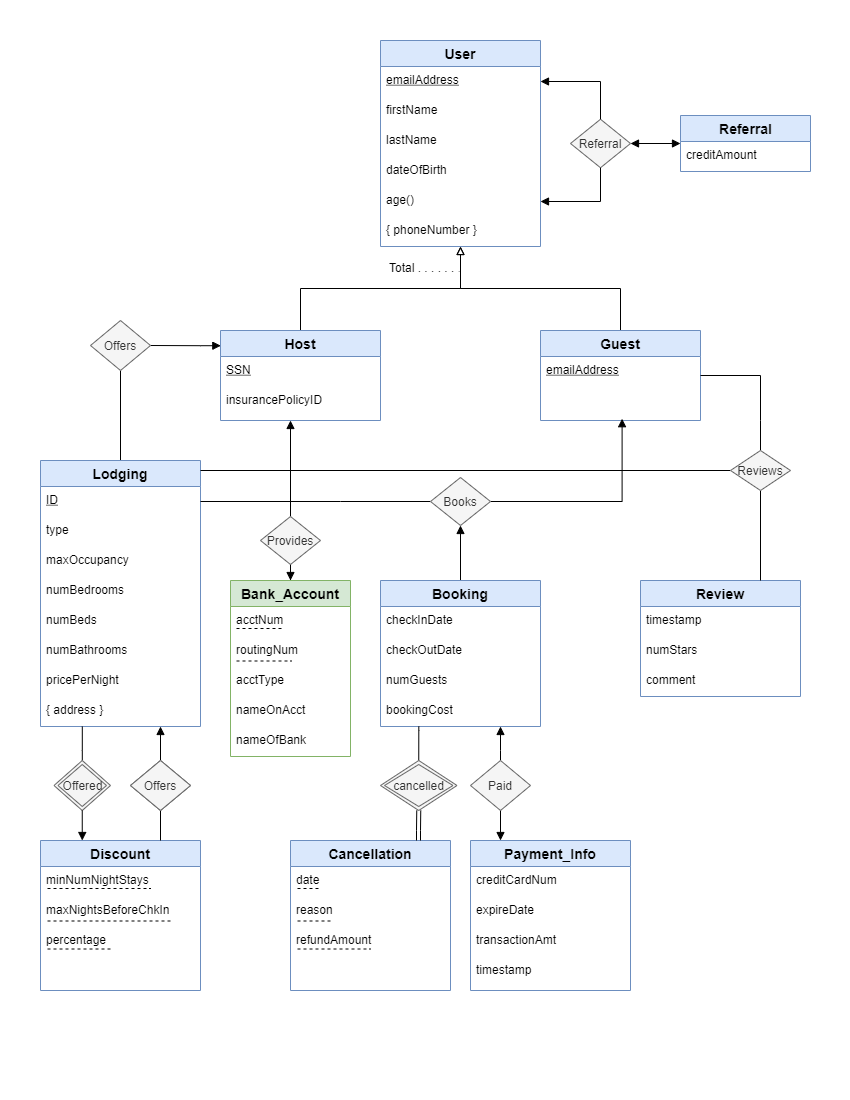 User
emailAddress
firstName
lastName
dateOfBirth
age()
{ phoneNumber }
Referral
Referral
creditAmount
Total . . . . . . .
Offers
Host
SSN
insurancePolicyID
Guest
emailAddress
Lodging
ID
type
maxOccupancy
numBedrooms
numBeds
numBathrooms
pricePerNight
{ address }
Reviews
Books
Provides
Bank_Account
acctNum
routingNum
acctType
nameOnAcct
nameOfBank
Booking
checkInDate
checkOutDate
numGuests
bookingCost
Review
timestamp
numStars
comment
Offered
Offers
cancelled
Paid
Discount
minNumNightStays
maxNightsBeforeChkIn
percentage
Cancellation
date
reason
refundAmount
Payment_Info
creditCardNum
expireDate
transactionAmt
timestamp